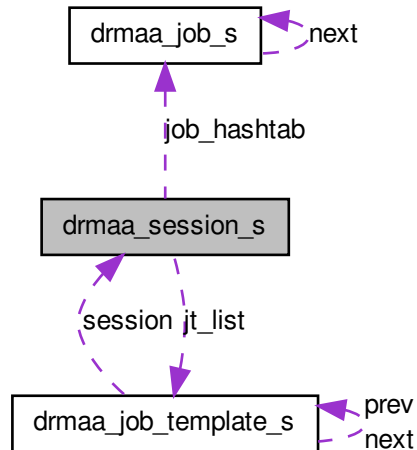 drmaa_job_s
next
job_hashtab
drmaa_session_s
session jt_list
prev
drmaa_job_template_s
next